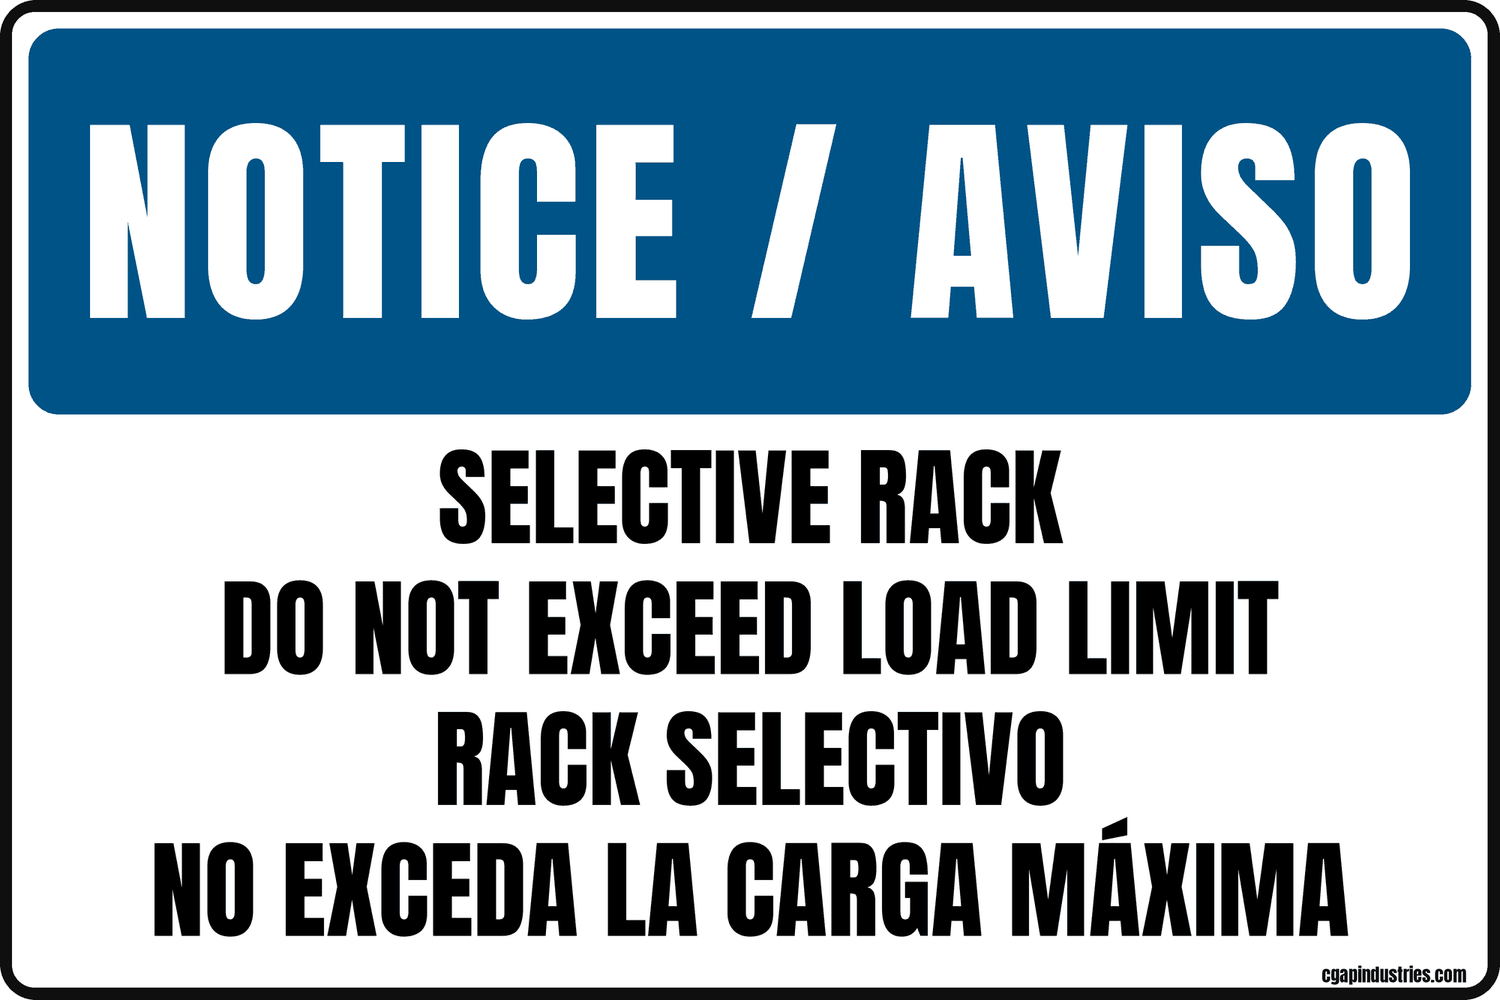 NOTICE / AVISO
SELECTIVE RACK
DO NOT EXCEED LOAD LIMIT
RACK SELECTIVO
NO EXCEDA LA CARGA MÁXIMA
cgapindustries.com